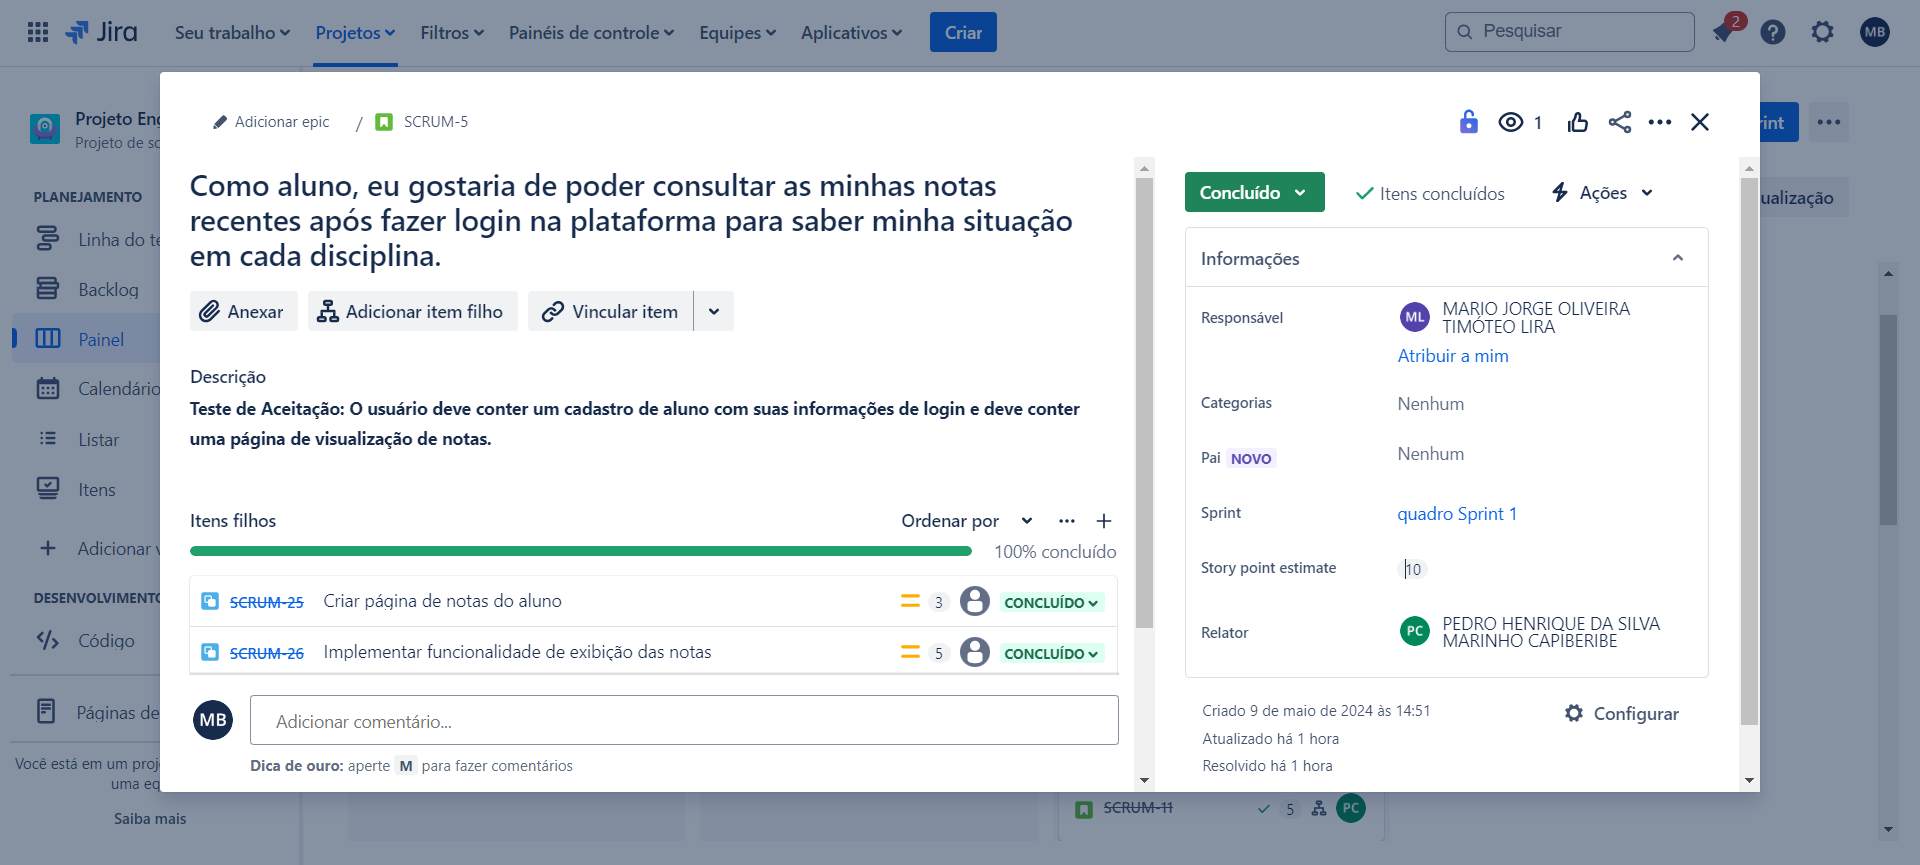 Jira
Seu trabalho
Projetos
Filtros
Painéis de controle
Equipes
Aplicativos
Criar
Pesquisar
2
MB
Projeto
Projeto de
PLANEJAMENTO
Linha do
Backlog
Painel
Calendário
Listar
Itens
Adicionar
DESENVOLVIMENTO
Código
Páginas de
Você está em um
uma
Saiba mais
Adicionar epic
/
SCRUM-5
1
Como aluno, eu gostaria de poder consultar as minhas notas
recentes após fazer login na plataforma para saber minha situação
em cada disciplina.
Anexar
Adicionar item filho
Vincular item
Descrição
Teste de Aceitação: O usuário deve conter um cadastro de aluno com suas informações de login e deve conter
uma página de visualização de notas.
Itens filhos
Ordenar por
100% concluído
SCRUM-25 Criar página de notas do aluno 3 CONCLUÍDO
SCRUM-26 Implementar funcionalidade de exibição das notas 5 CONCLUÍDO
MB
Adicionar comentário...
Dica de ouro: aperte M para fazer comentários
Concluído
Itens concluídos
Ações
Informações
Responsável
ML
MARIO JORGE OLIVEIRA
TIMÓTEO LIRA
Atribuir a mim
Categorias
Nenhum
Pai NOVO
Nenhum
Sprint
quadro Sprint 1
Story point estimate
10
Relator
PC
PEDRO HENRIQUE DA SILVA
MARINHO CAPIBERIBE
Criado 9 de maio de 2024 às 14:51
Atualizado há 1 hora
Resolvido há 1 hora
Configurar
SCRUM-11
5
PC